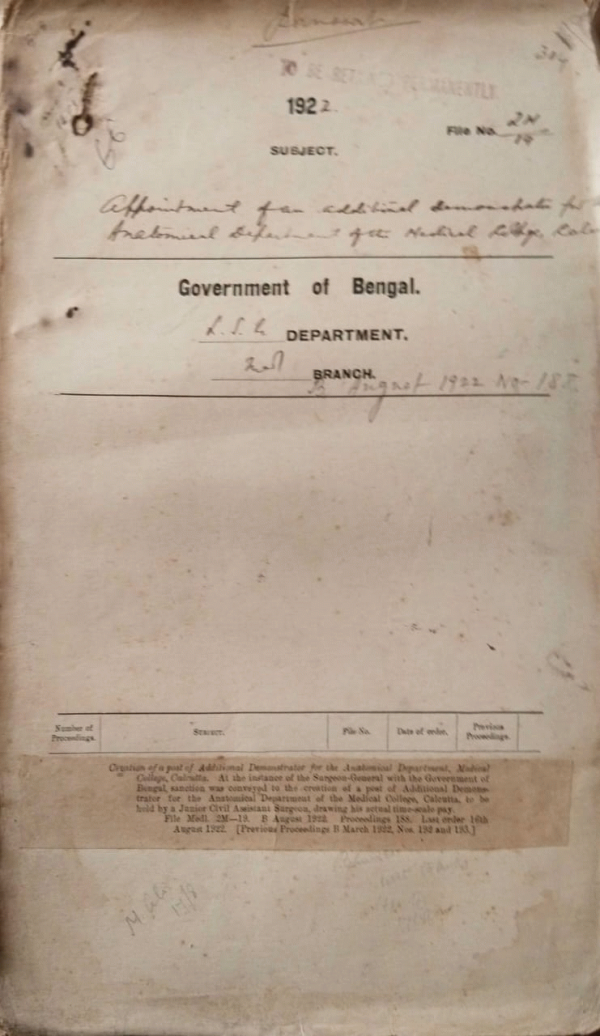 TO BE RETAINED PERMANENTLY
1922
File No. 2M/19
SUBJECT.
Appointment of an additional demonstrator for
Anatomical Department of the Medical College,
Government of Bengal.
L. S. G. DEPARTMENT.
Medl BRANCH.
B August 1922 No 188
Number of Proceedings. SUBJECT. File No. Date of order. Previous Proceedings.
Creation of a post of Additional Demonstrator for the Anatomical Department, Medical
College, Calcutta. At the instance of the Surgeon-General with the Government of
Bengal, sanction was conveyed to the creation of a post of Additional Demons-
trator for the Anatomical Department of the Medical College, Calcutta, to be
held by a Junior Civil Assistant Surgeon, drawing his actual time-scale pay.
File Medl. 2M—19. B August 1922. Proceedings 188. Last order 16th
August 1922. [Previous Proceedings B March 1922, Nos. 192 and 193.]